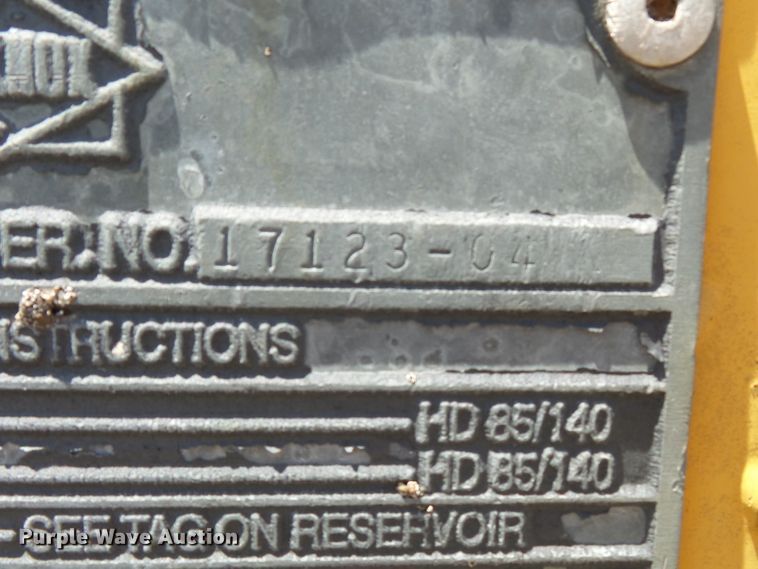 SER. NO. 17123-04
INSTRUCTIONS
HD 85/140
HD 85/140
- SEE TAG ON RESERVOIR
Purple Wave Auction